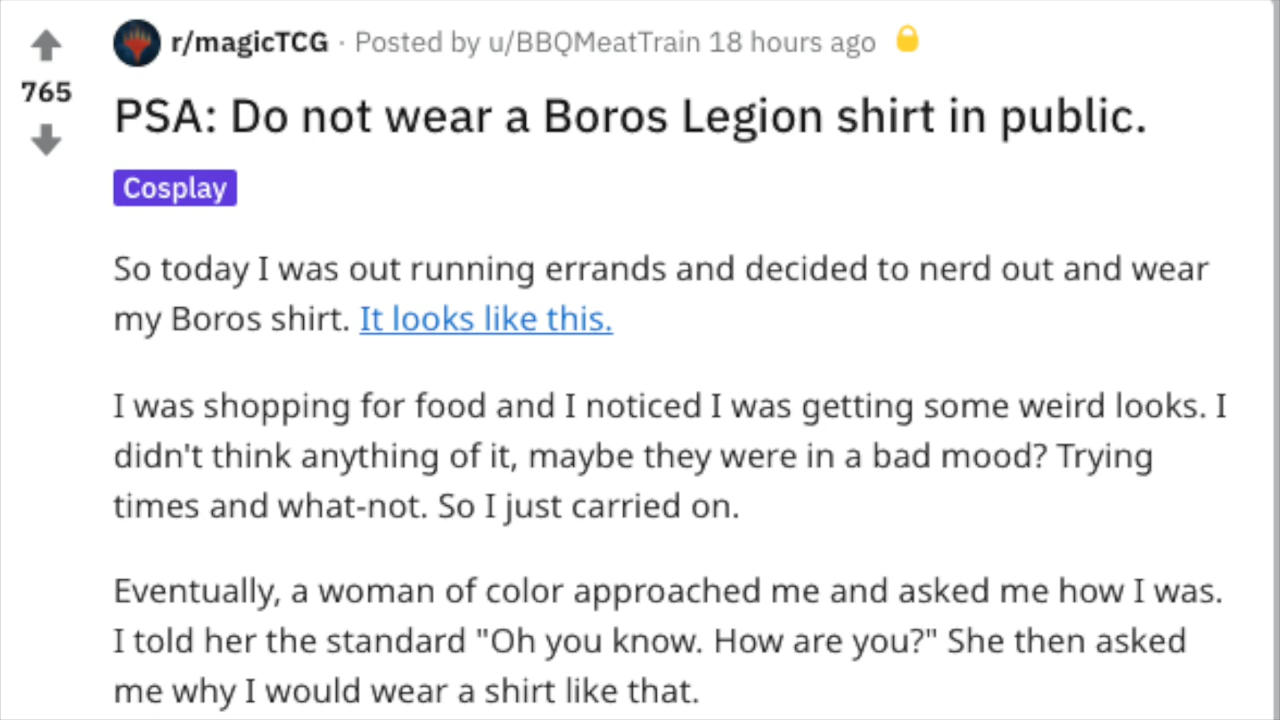 r/magicTCG · Posted by u/BBQMeatTrain 18 hours ago
765
PSA: Do not wear a Boros Legion shirt in public.
Cosplay
So today I was out running errands and decided to nerd out and wear
my Boros shirt. It looks like this.
I was shopping for food and I noticed I was getting some weird looks. I
didn't think anything of it, maybe they were in a bad mood? Trying
times and what-not. So I just carried on.
Eventually, a woman of color approached me and asked me how I was.
I told her the standard "Oh you know. How are you?" She then asked
me why I would wear a shirt like that.